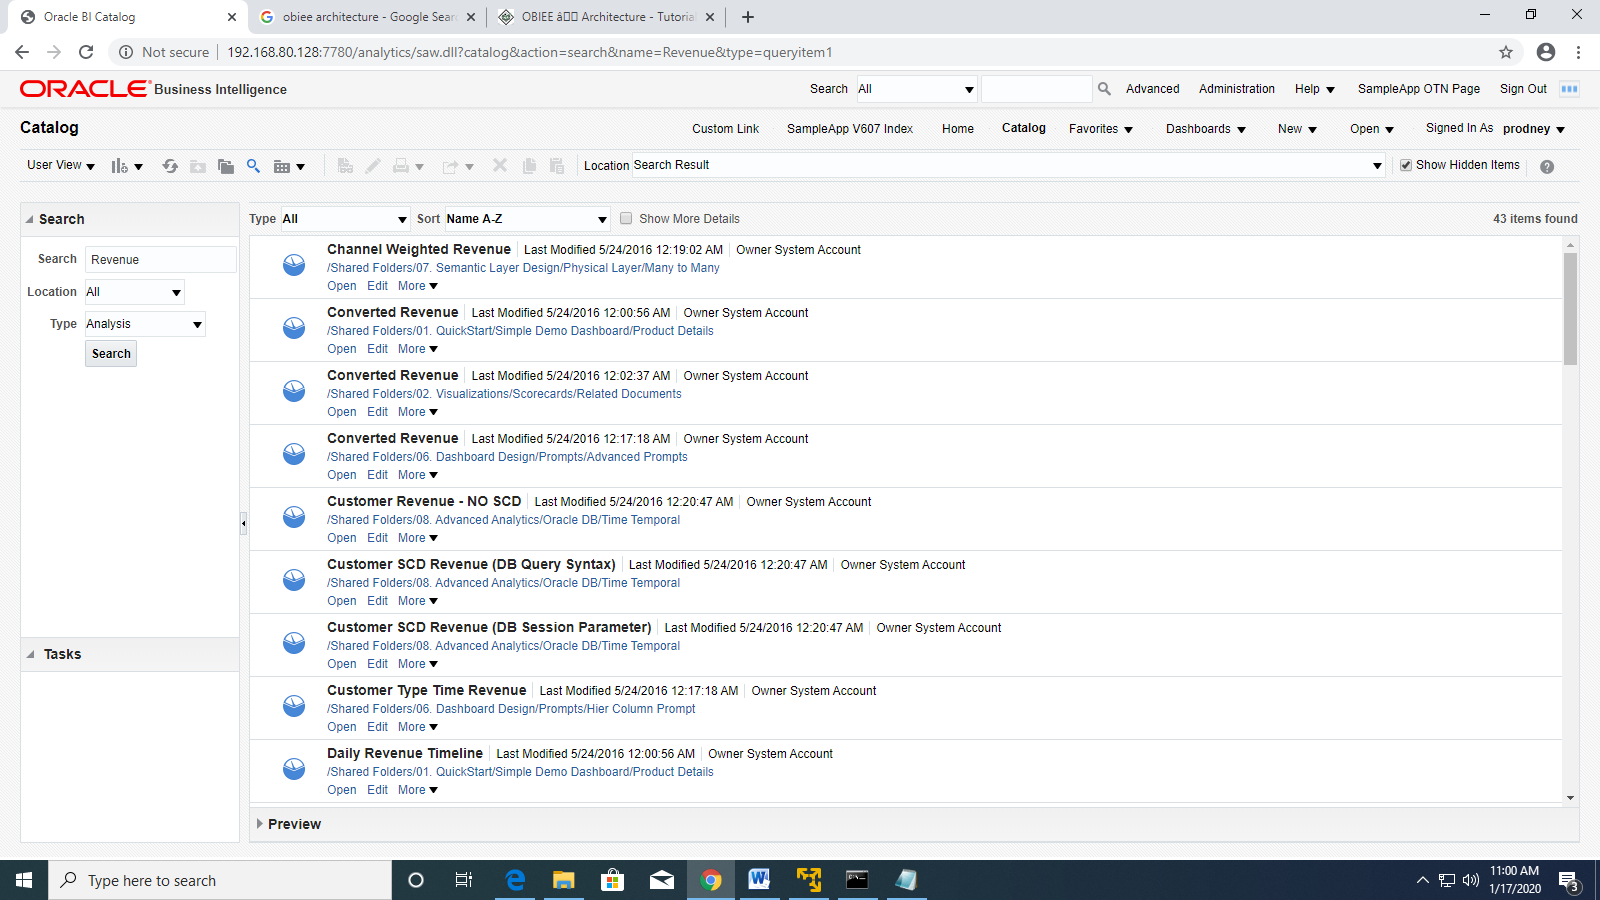 Oracle BI Catalog
obiee architecture - Google Sear
OBIEE â Architecture - Tutorial
Not secure
192.168.80.128:7780/analytics/saw.dll?catalog&action=search&name=Revenue&type=queryitem1
ORACLE Business Intelligence
Search All
Advanced Administration Help SampleApp OTN Page Sign Out
Catalog
Custom Link SampleApp V607 Index Home Catalog Favorites Dashboards New Open Signed In As prodney
User View
Location Search Result
Show Hidden Items
Search
Search Revenue
Location All
Type Analysis
Search
Tasks
Type All Sort Name A-Z Show More Details 43 items found
Channel Weighted Revenue Last Modified 5/24/2016 12:19:02 AM Owner System Account
/Shared Folders/07. Semantic Layer Design/Physical Layer/Many to Many
Open Edit More
Converted Revenue Last Modified 5/24/2016 12:00:56 AM Owner System Account
/Shared Folders/01. QuickStart/Simple Demo Dashboard/Product Details
Open Edit More
Converted Revenue Last Modified 5/24/2016 12:02:37 AM Owner System Account
/Shared Folders/02. Visualizations/Scorecards/Related Documents
Open Edit More
Converted Revenue Last Modified 5/24/2016 12:17:18 AM Owner System Account
/Shared Folders/06. Dashboard Design/Prompts/Advanced Prompts
Open Edit More
Customer Revenue - NO SCD Last Modified 5/24/2016 12:20:47 AM Owner System Account
/Shared Folders/08. Advanced Analytics/Oracle DB/Time Temporal
Open Edit More
Customer SCD Revenue (DB Query Syntax) Last Modified 5/24/2016 12:20:47 AM Owner System Account
/Shared Folders/08. Advanced Analytics/Oracle DB/Time Temporal
Open Edit More
Customer SCD Revenue (DB Session Parameter) Last Modified 5/24/2016 12:20:47 AM Owner System Account
/Shared Folders/08. Advanced Analytics/Oracle DB/Time Temporal
Open Edit More
Customer Type Time Revenue Last Modified 5/24/2016 12:17:18 AM Owner System Account
/Shared Folders/06. Dashboard Design/Prompts/Hier Column Prompt
Open Edit More
Daily Revenue Timeline Last Modified 5/24/2016 12:00:56 AM Owner System Account
/Shared Folders/01. QuickStart/Simple Demo Dashboard/Product Details
Open Edit More
Preview
Type here to search
11:00 AM
1/17/2020
3